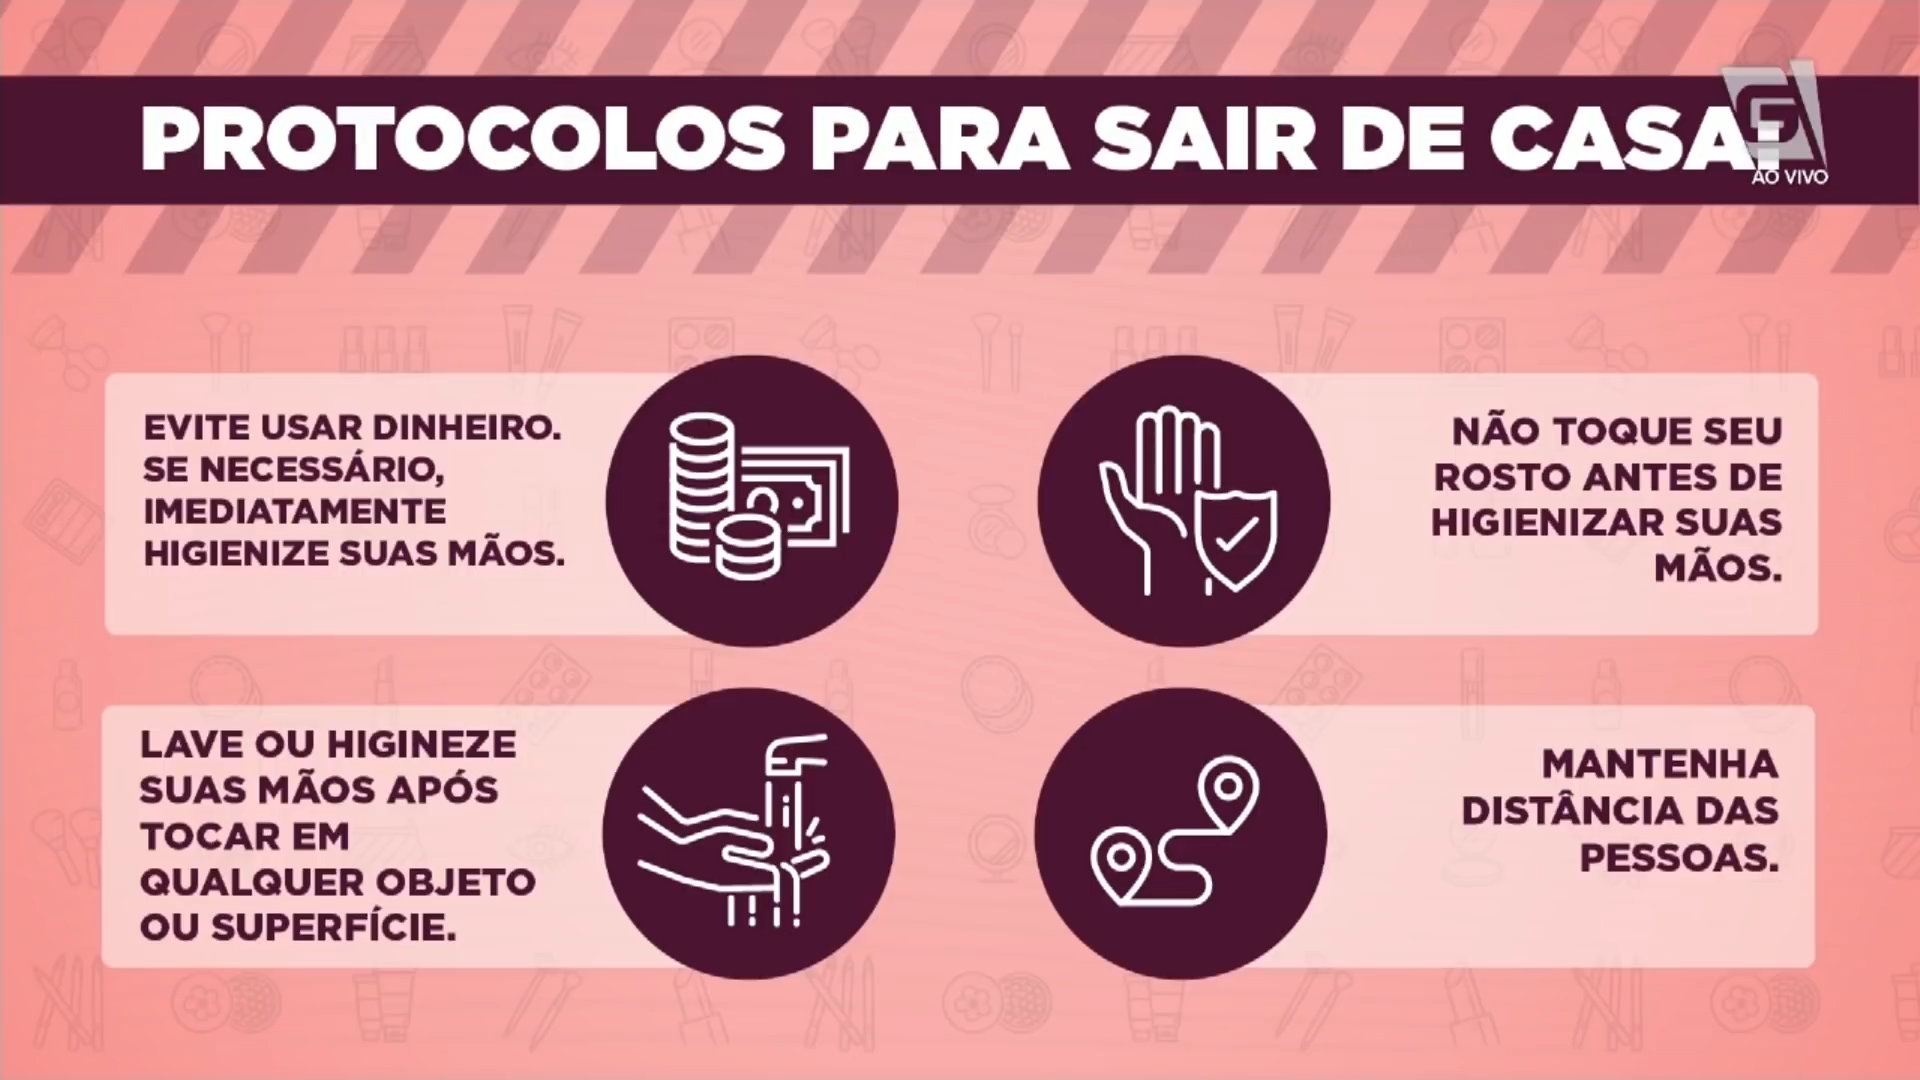 PROTOCOLOS PARA SAIR DE CASA!
AO VIVO
EVITE USAR DINHEIRO.
SE NECESSÁRIO,
IMEDIATAMENTE
HIGIENIZE SUAS MÃOS.
NÃO TOQUE SEU
ROSTO ANTES DE
HIGIENIZAR SUAS
MÃOS.
LAVE OU HIGINEZE
SUAS MÃOS APÓS
TOCAR EM
QUALQUER OBJETO
OU SUPERFÍCIE.
MANTENHA
DISTÂNCIA DAS
PESSOAS.